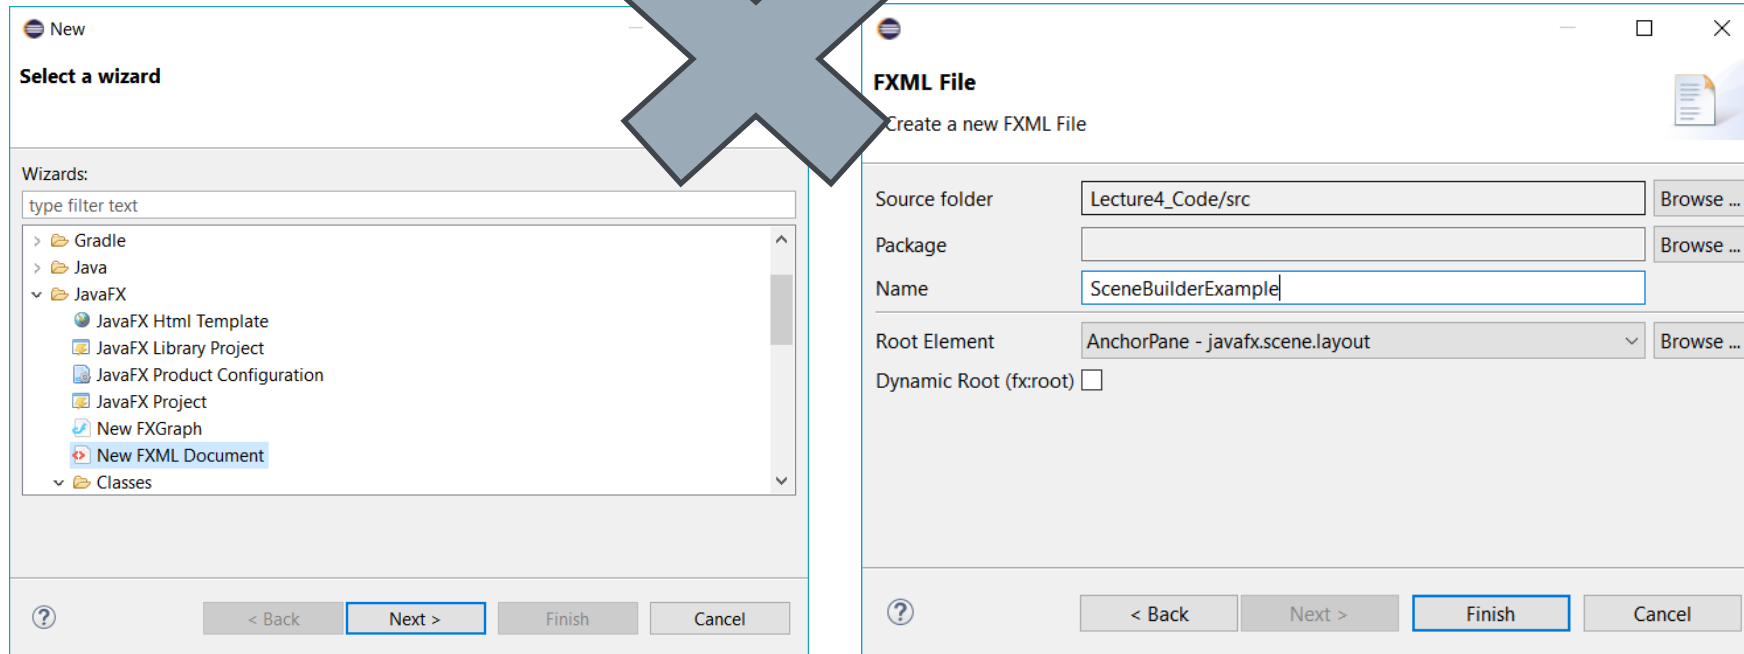 New
Select a wizard
Wizards:
type filter text
Gradle
Java
JavaFX
JavaFX Html Template
JavaFX Library Project
JavaFX Product Configuration
JavaFX Project
New FXGraph
New FXML Document
Classes
?
< Back
Next >
Finish
Cancel
FXML File
Create a new FXML File
Source folder
Lecture4_Code/src
Browse ...
Package
Browse ...
Name
SceneBuilderExample
Root Element
AnchorPane - javafx.scene.layout
Browse ...
Dynamic Root (fx:root)
?
< Back
Next >
Finish
Cancel